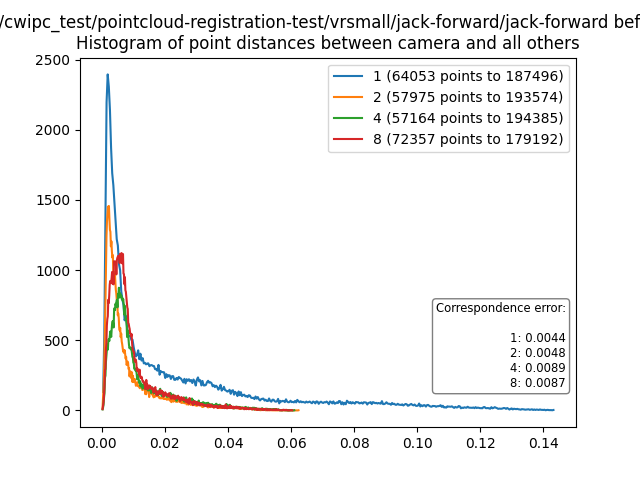 /cwipc_test/pointcloud-registration-test/vrsmall/jack-forward/jack-forward bef
Histogram of point distances between camera and all others
2500
2000
1500
1000
500
0
1 (64053 points to 187496)
2 (57975 points to 193574)
4 (57164 points to 194385)
8 (72357 points to 179192)
Correspondence error:
1: 0.0044
2: 0.0048
4: 0.0089
8: 0.0087
0.00 0.02 0.04 0.06 0.08 0.10 0.12 0.14